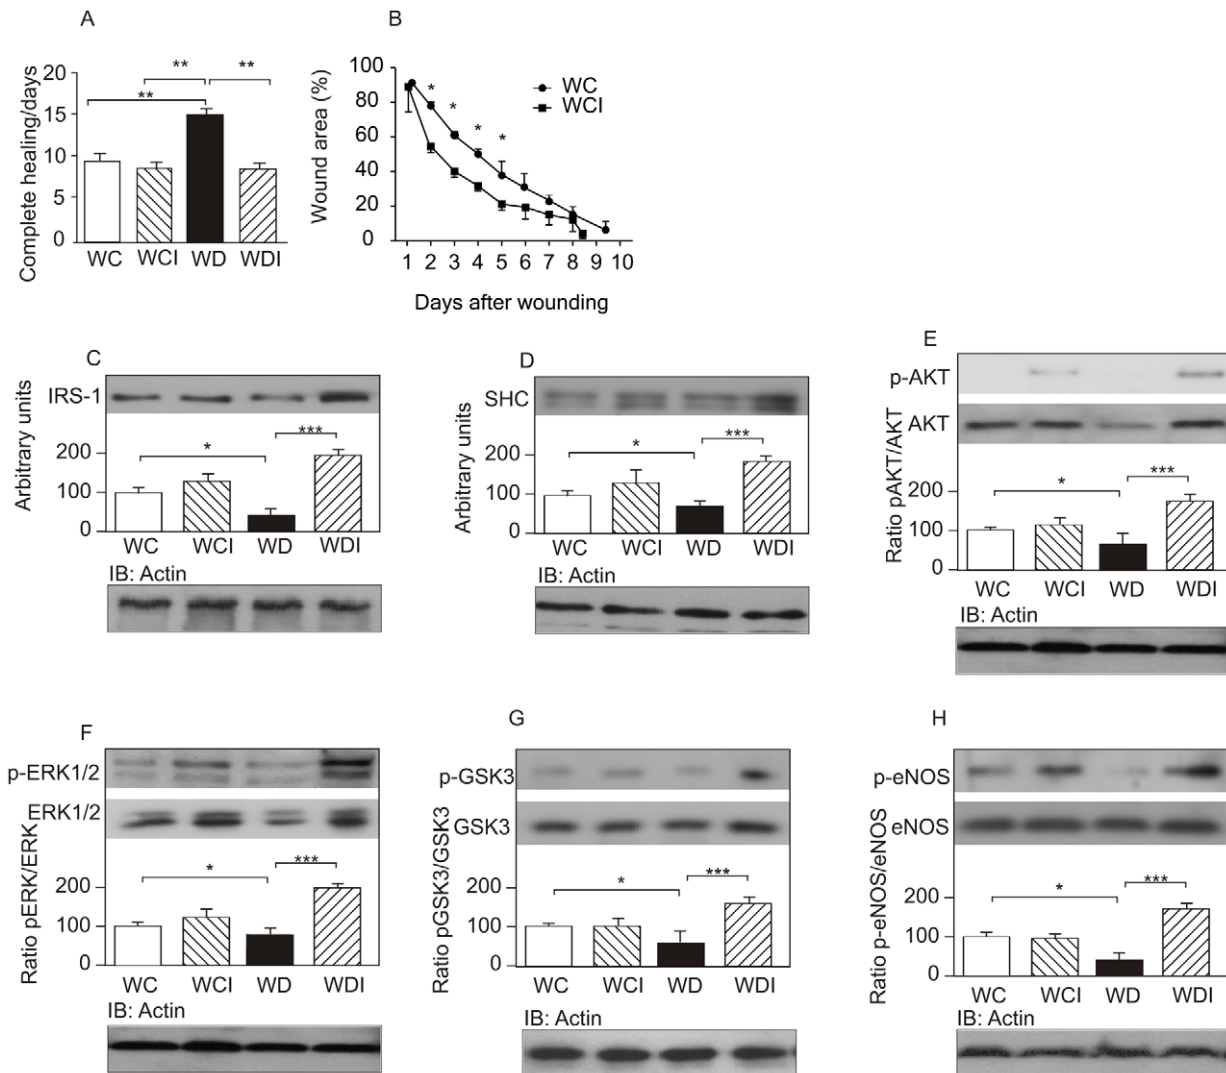 A
Complete healing/days
20
15
10
5
0
**
**
**
WC WCI WD WDI
B
Wound area (%)
100
80
60
40
20
0
* * * *
WC
WCI
1 2 3 4 5 6 7 8 9 10
Days after wounding
C
IRS-1
Arbitrary units
200
100
0
* ***
WC WCI WD WDI
IB: Actin
D
SHC
Arbitrary units
200
100
0
* ***
WC WCI WD WDI
IB: Actin
E
p-AKT
AKT
Ratio pAKT/AKT
200
100
0
* ***
WC WCI WD WDI
IB: Actin
F
p-ERK1/2
ERK1/2
Ratio pERK/ERK
200
100
0
* ***
WC WCI WD WDI
IB: Actin
G
p-GSK3
GSK3
Ratio pGSK3/GSK3
200
100
0
* ***
WC WCI WD WDI
IB: Actin
H
p-eNOS
eNOS
Ratio p-eNOS/eNOS
200
100
0
* ***
WC WCI WD WDI
IB: Actin